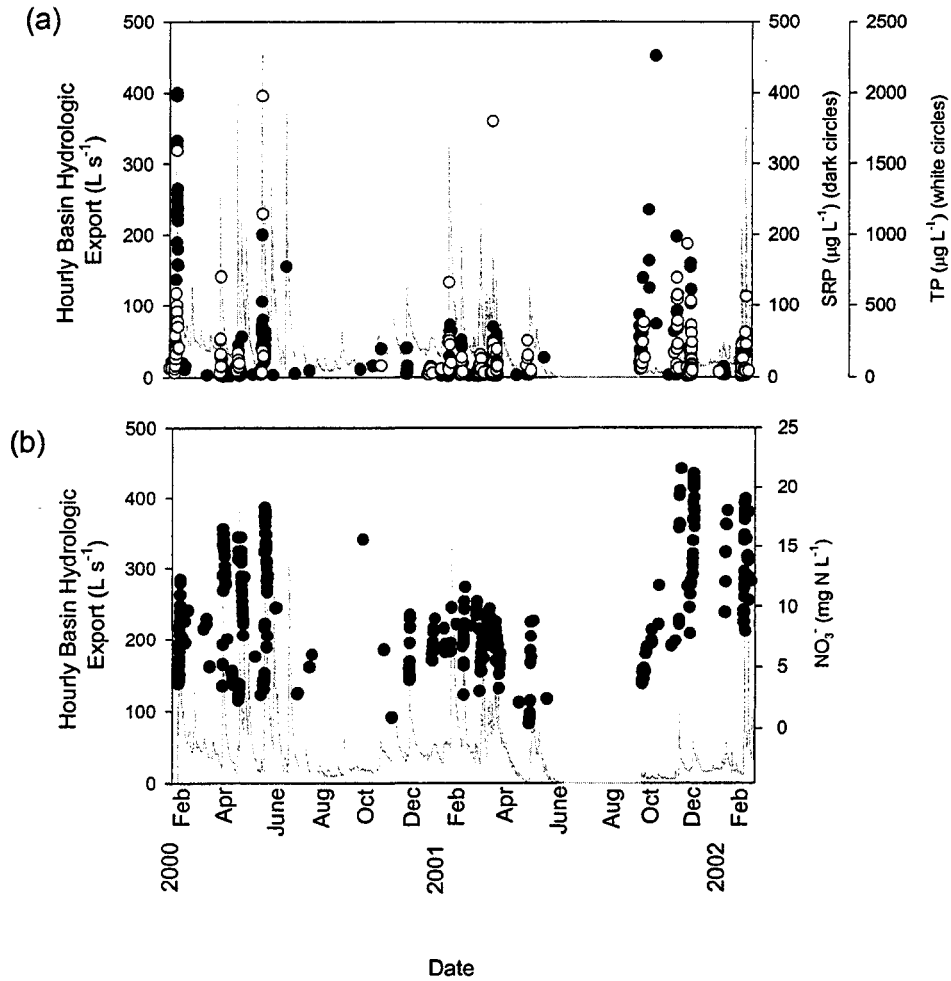 (a)
500
400
300
200
100
0
Hourly Basin Hydrologic
Export (L s⁻¹)
500
400
300
200
100
0
SRP (µg L⁻¹) (dark circles)
2500
2000
1500
1000
500
0
TP (µg L⁻¹) (white circles)
(b)
500
400
300
200
100
0
Hourly Basin Hydrologic
Export (L s⁻¹)
25
20
15
10
5
0
NO₃⁻ (mg N L⁻¹)
Feb
Apr
June
Aug
Oct
Dec
Feb
Apr
June
Aug
Oct
Dec
Feb
2000
2001
2002
Date